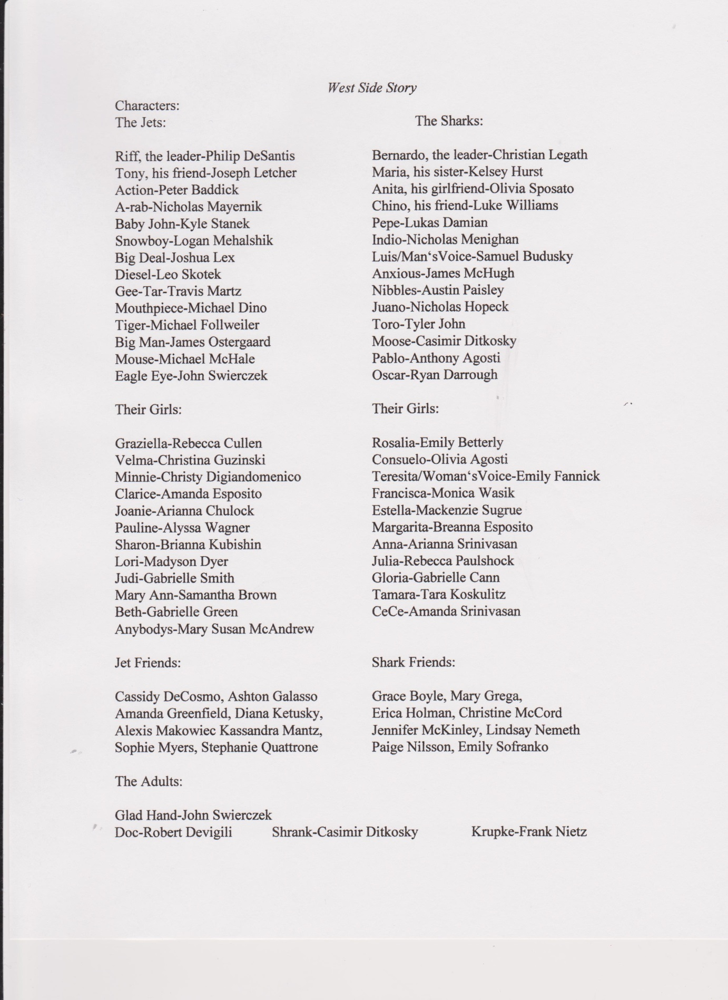 West Side Story
Characters:
The Jets:
Riff, the leader-Philip DeSantis
Tony, his friend-Joseph Letcher
Action-Peter Baddick
A-rab-Nicholas Mayernik
Baby John-Kyle Stanek
Snowboy-Logan Mehalshik
Big Deal-Joshua Lex
Diesel-Leo Skotek
Gee-Tar-Travis Martz
Mouthpiece-Michael Dino
Tiger-Michael Follweiler
Big Man-James Ostergaard
Mouse-Michael McHale
Eagle Eye-John Swierczek
Their Girls:
Graziella-Rebecca Cullen
Velma-Christina Guzinski
Minnie-Christy Digiandomenico
Clarice-Amanda Esposito
Joanie-Arianna Chulock
Pauline-Alyssa Wagner
Sharon-Brianna Kubishin
Lori-Madyson Dyer
Judi-Gabrielle Smith
Mary Ann-Samantha Brown
Beth-Gabrielle Green
Anybodys-Mary Susan McAndrew
Jet Friends:
Cassidy DeCosmo, Ashton Galasso
Amanda Greenfield, Diana Ketusky,
Alexis Makowiec Kassandra Mantz,
Sophie Myers, Stephanie Quattrone
The Sharks:
Bernardo, the leader-Christian Legath
Maria, his sister-Kelsey Hurst
Anita, his girlfriend-Olivia Sposato
Chino, his friend-Luke Williams
Pepe-Lukas Damian
Indio-Nicholas Menighan
Luis/Man‘sVoice-Samuel Budusky
Anxious-James McHugh
Nibbles-Austin Paisley
Juano-Nicholas Hopeck
Toro-Tyler John
Moose-Casimir Ditkosky
Pablo-Anthony Agosti
Oscar-Ryan Darrough
Their Girls:
Rosalia-Emily Betterly
Consuelo-Olivia Agosti
Teresita/Woman‘sVoice-Emily Fannick
Francisca-Monica Wasik
Estella-Mackenzie Sugrue
Margarita-Breanna Esposito
Anna-Arianna Srinivasan
Julia-Rebecca Paulshock
Gloria-Gabrielle Cann
Tamara-Tara Koskulitz
CeCe-Amanda Srinivasan
Shark Friends:
Grace Boyle, Mary Grega,
Erica Holman, Christine McCord
Jennifer McKinley, Lindsay Nemeth
Paige Nilsson, Emily Sofranko
The Adults:
Glad Hand-John Swierczek
Doc-Robert Devigili Shrank-Casimir Ditkosky Krupke-Frank Nietz